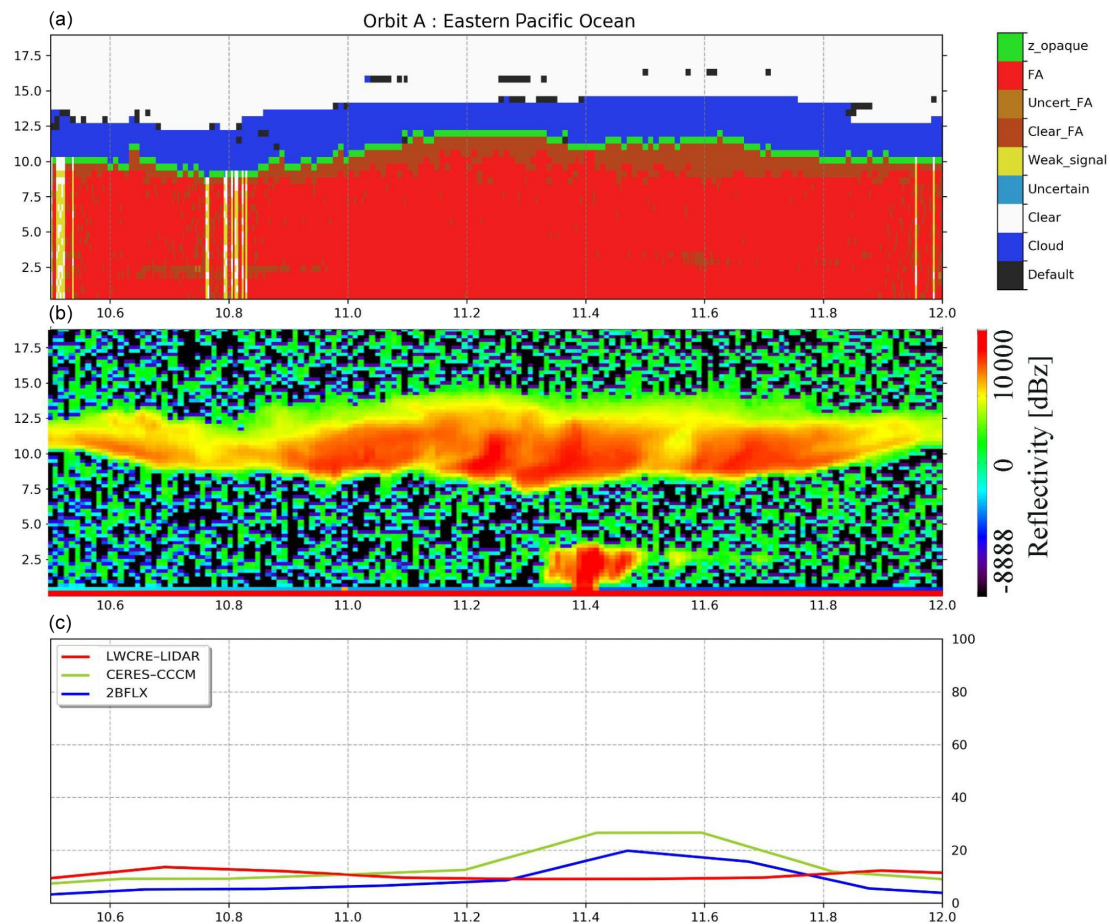 (a)
Orbit A : Eastern Pacific Ocean
17.5
15.0
12.5
10.0
7.5
5.0
2.5
10.6 10.8 11.0 11.2 11.4 11.6 11.8 12.0
z_opaque
FA
Uncert_FA
Clear_FA
Weak_signal
Uncertain
Clear
Cloud
Default
(b)
17.5
15.0
12.5
10.0
7.5
5.0
2.5
10.6 10.8 11.0 11.2 11.4 11.6 11.8 12.0
-8888 0 10 000
Reflectivity [dBz]
(c)
LWCRE–LIDAR
CERES–CCCM
2BFLX
100
80
60
40
20
0
10.6 10.8 11.0 11.2 11.4 11.6 11.8 12.0